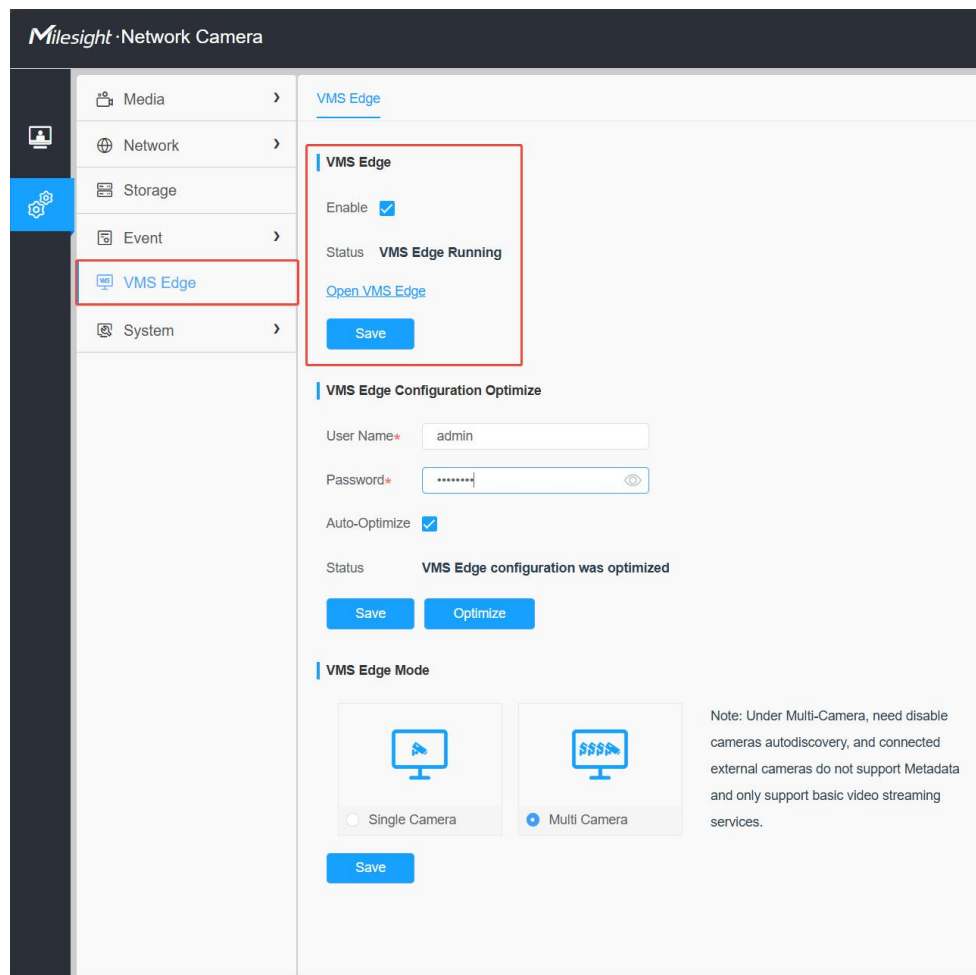 Milesight·Network Camera
Media
Network
Storage
Event
VMS Edge
System
VMS Edge
VMS Edge
Enable
Status VMS Edge Running
Open VMS Edge
Save
VMS Edge Configuration Optimize
User Name* admin
Password* ••••••••
Auto-Optimize
Status VMS Edge configuration was optimized
Save Optimize
VMS Edge Mode
Single Camera
Multi Camera
Note: Under Multi-Camera, need disable
cameras autodiscovery, and connected
external cameras do not support Metadata
and only support basic video streaming
services.
Save